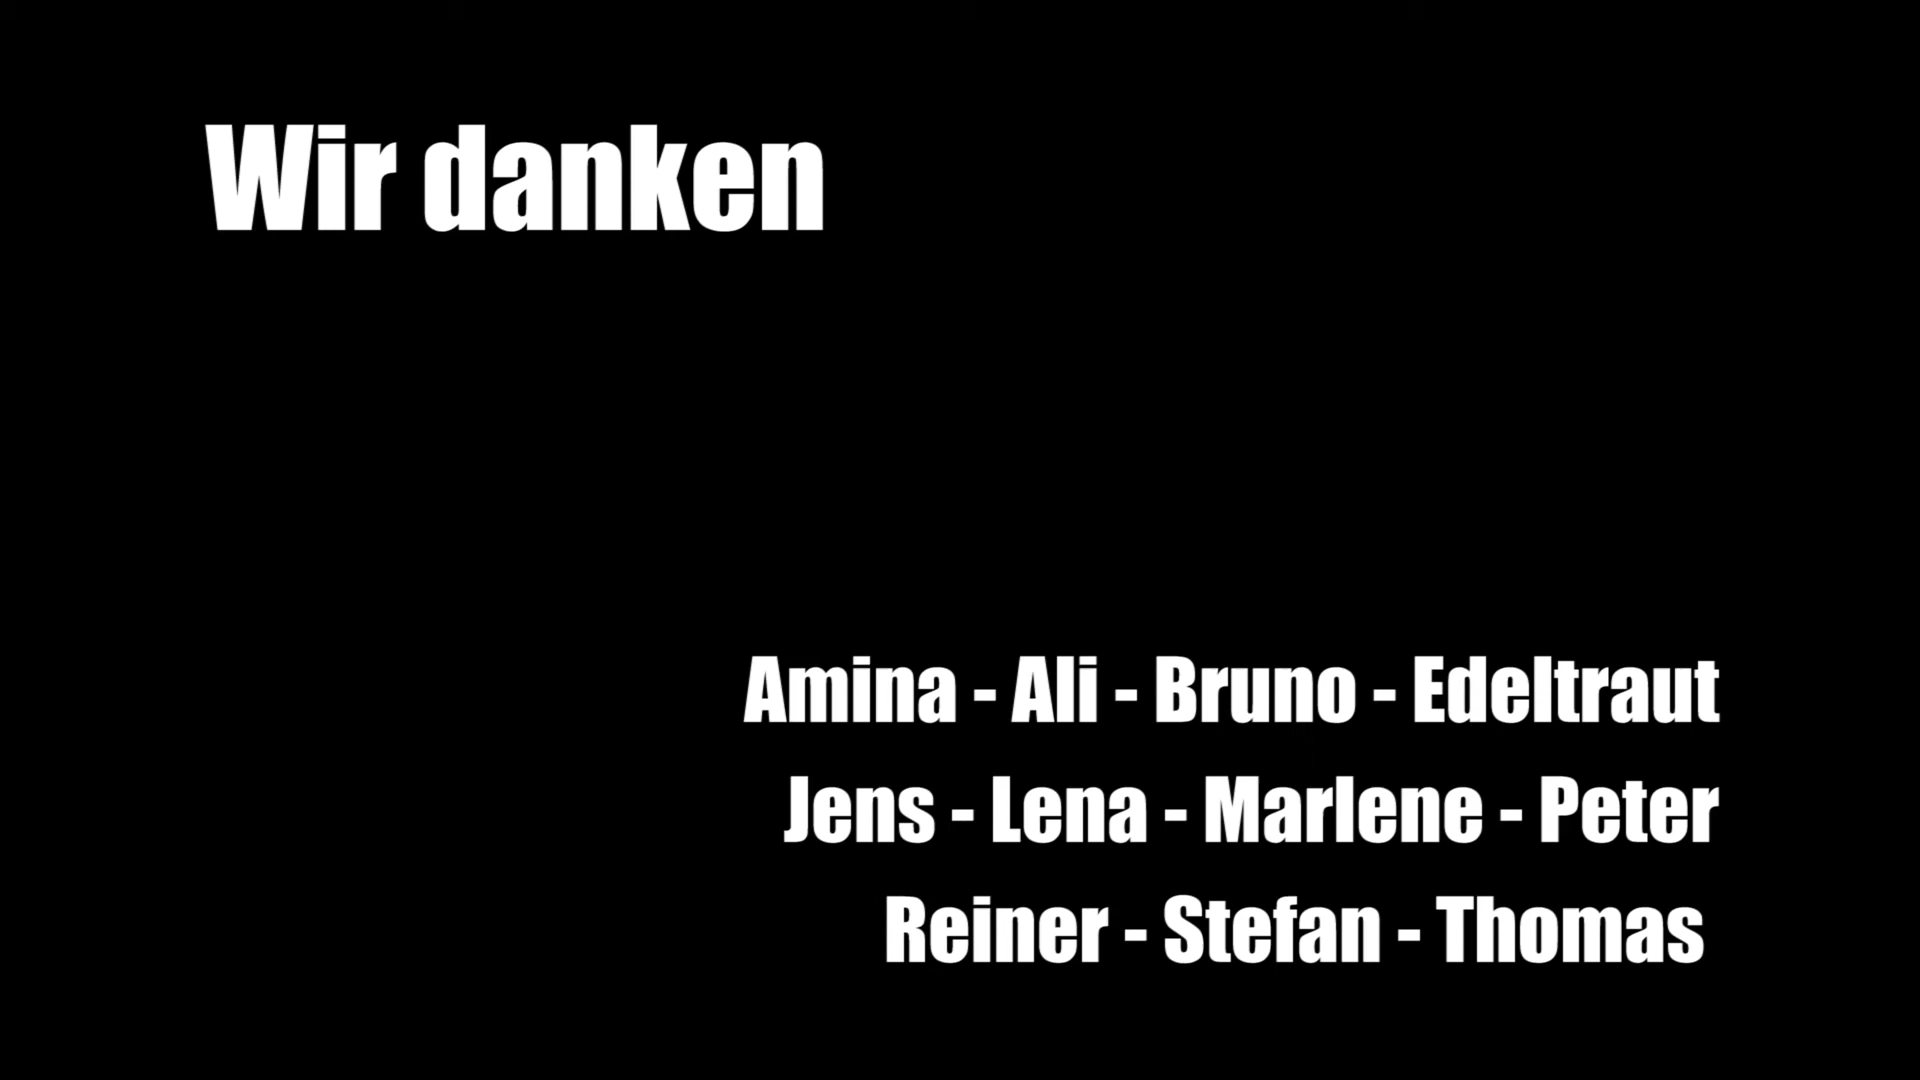 Wir danken
Amina - Ali - Bruno - Edeltraut
Jens - Lena - Marlene - Peter
Reiner - Stefan - Thomas